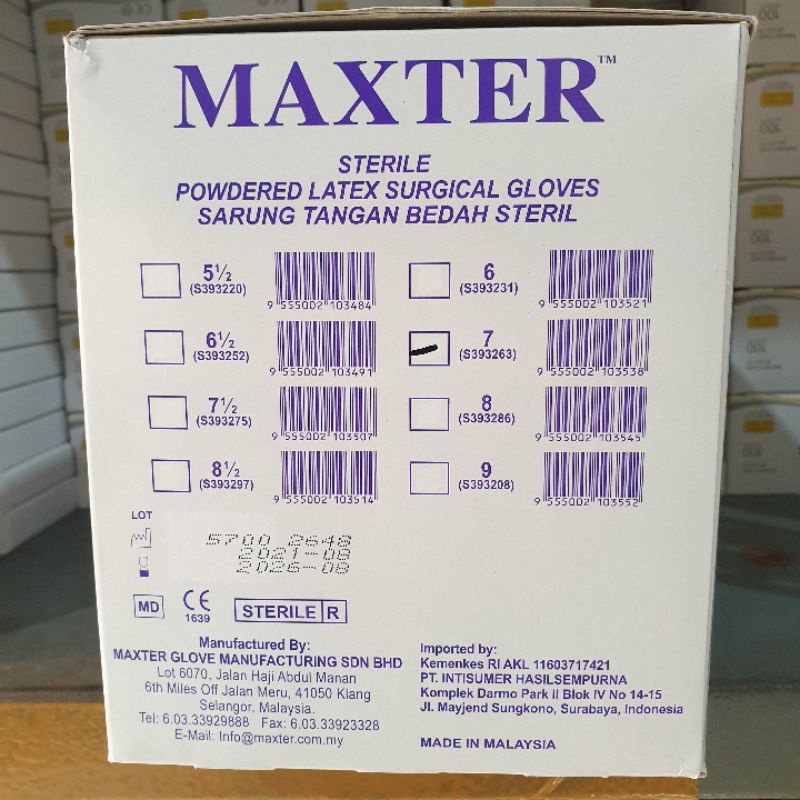 MAXTER™
STERILE
POWDERED LATEX SURGICAL GLOVES
SARUNG TANGAN BEDAH STERIL
5½
(S393220)
9 555002 103484
6
(S393231)
9 555002 103521
6½
(S393252)
9 555002 103491
7
(S393263)
9 555002 103538
7½
(S393275)
9 555002 103507
8
(S393286)
9 555002 103545
8½
(S393297)
9 555002 103514
9
(S393208)
9 555002 103552
LOT
5700 2648
2021-08
2026-08
MD
CE
1639
STERILE R
Manufactured By:
MAXTER GLOVE MANUFACTURING SDN BHD
Lot 6070, Jalan Haji Abdul Manan
6th Miles Off Jalan Meru, 41050 Klang
Selangor, Malaysia.
Tel: 6.03.33929888 Fax: 6.03.33923328
E-Mail: Info@maxter.com.my
Imported by:
Kemenkes RI AKL 11603717421
PT. INTISUMER HASILSEMPURNA
Komplek Darmo Park II Blok IV No 14-15
Jl. Mayjend Sungkono, Surabaya, Indonesia
MADE IN MALAYSIA
100
100
100